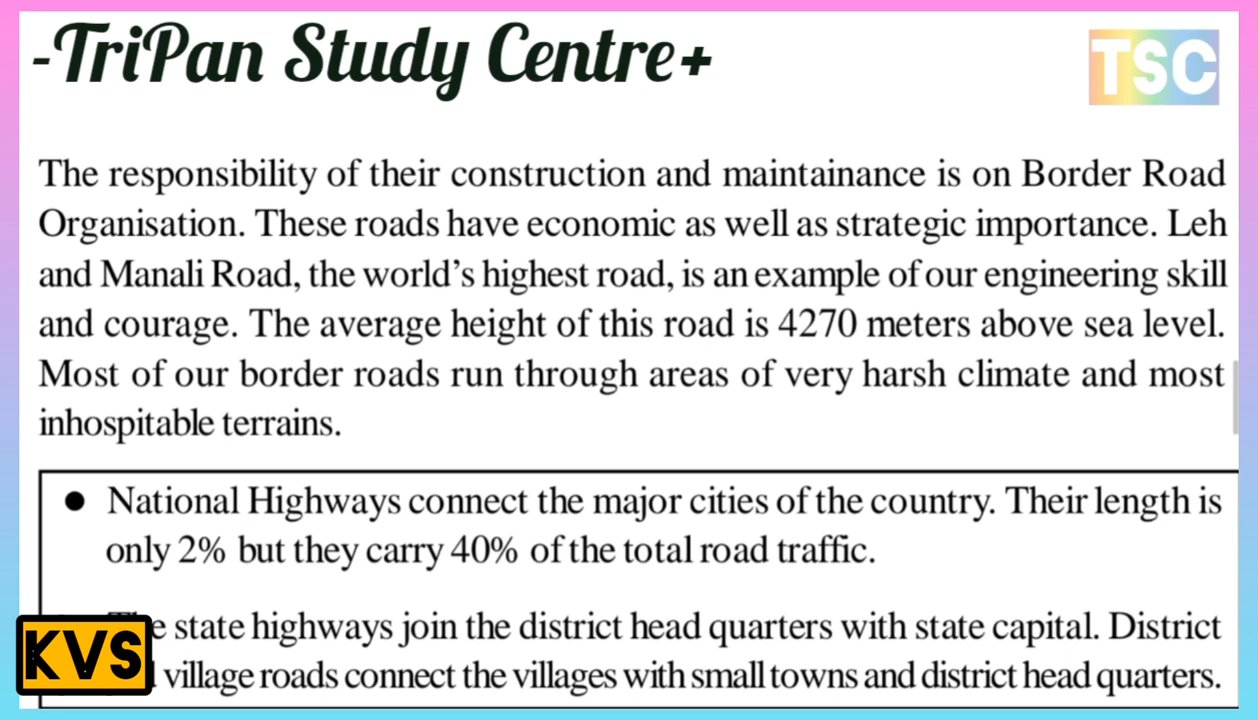 -TriPan Study Centre+
TSC
The responsibility of their construction and maintainance is on Border Road
Organisation. These roads have economic as well as strategic importance. Leh
and Manali Road, the world’s highest road, is an example of our engineering skill
and courage. The average height of this road is 4270 meters above sea level.
Most of our border roads run through areas of very harsh climate and most
inhospitable terrains.
● National Highways connect the major cities of the country. Their length is
only 2% but they carry 40% of the total road traffic.
state highways join the district head quarters with state capital. District
village roads connect the villages with small towns and district head quarters.
KVS